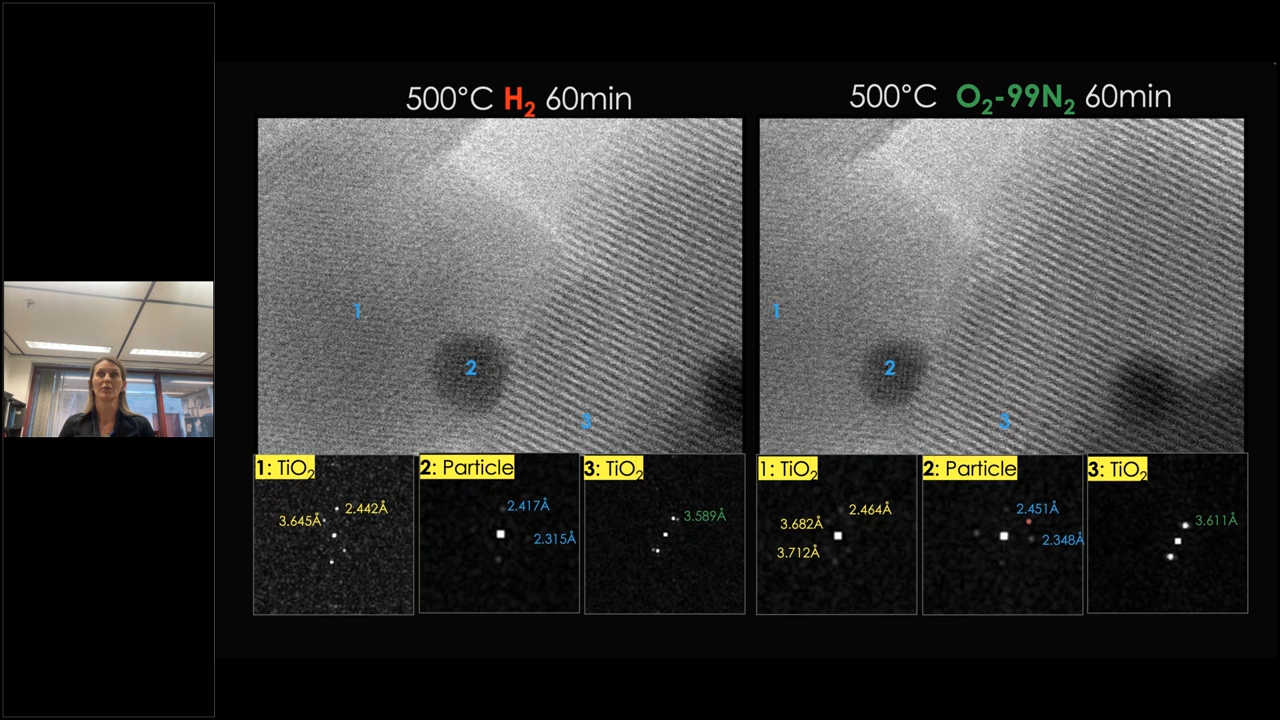 500°C H₂ 60min
1
2
3
1: TiO₂
2: Particle
3: TiO₂
2.442Å
3.645Å
2.417Å
2.315Å
3.589Å
500°C O₂-99N₂ 60min
1
2
3
1: TiO₂
2: Particle
3: TiO₂
2.464Å
3.682Å
3.712Å
2.451Å
2.348Å
3.611Å